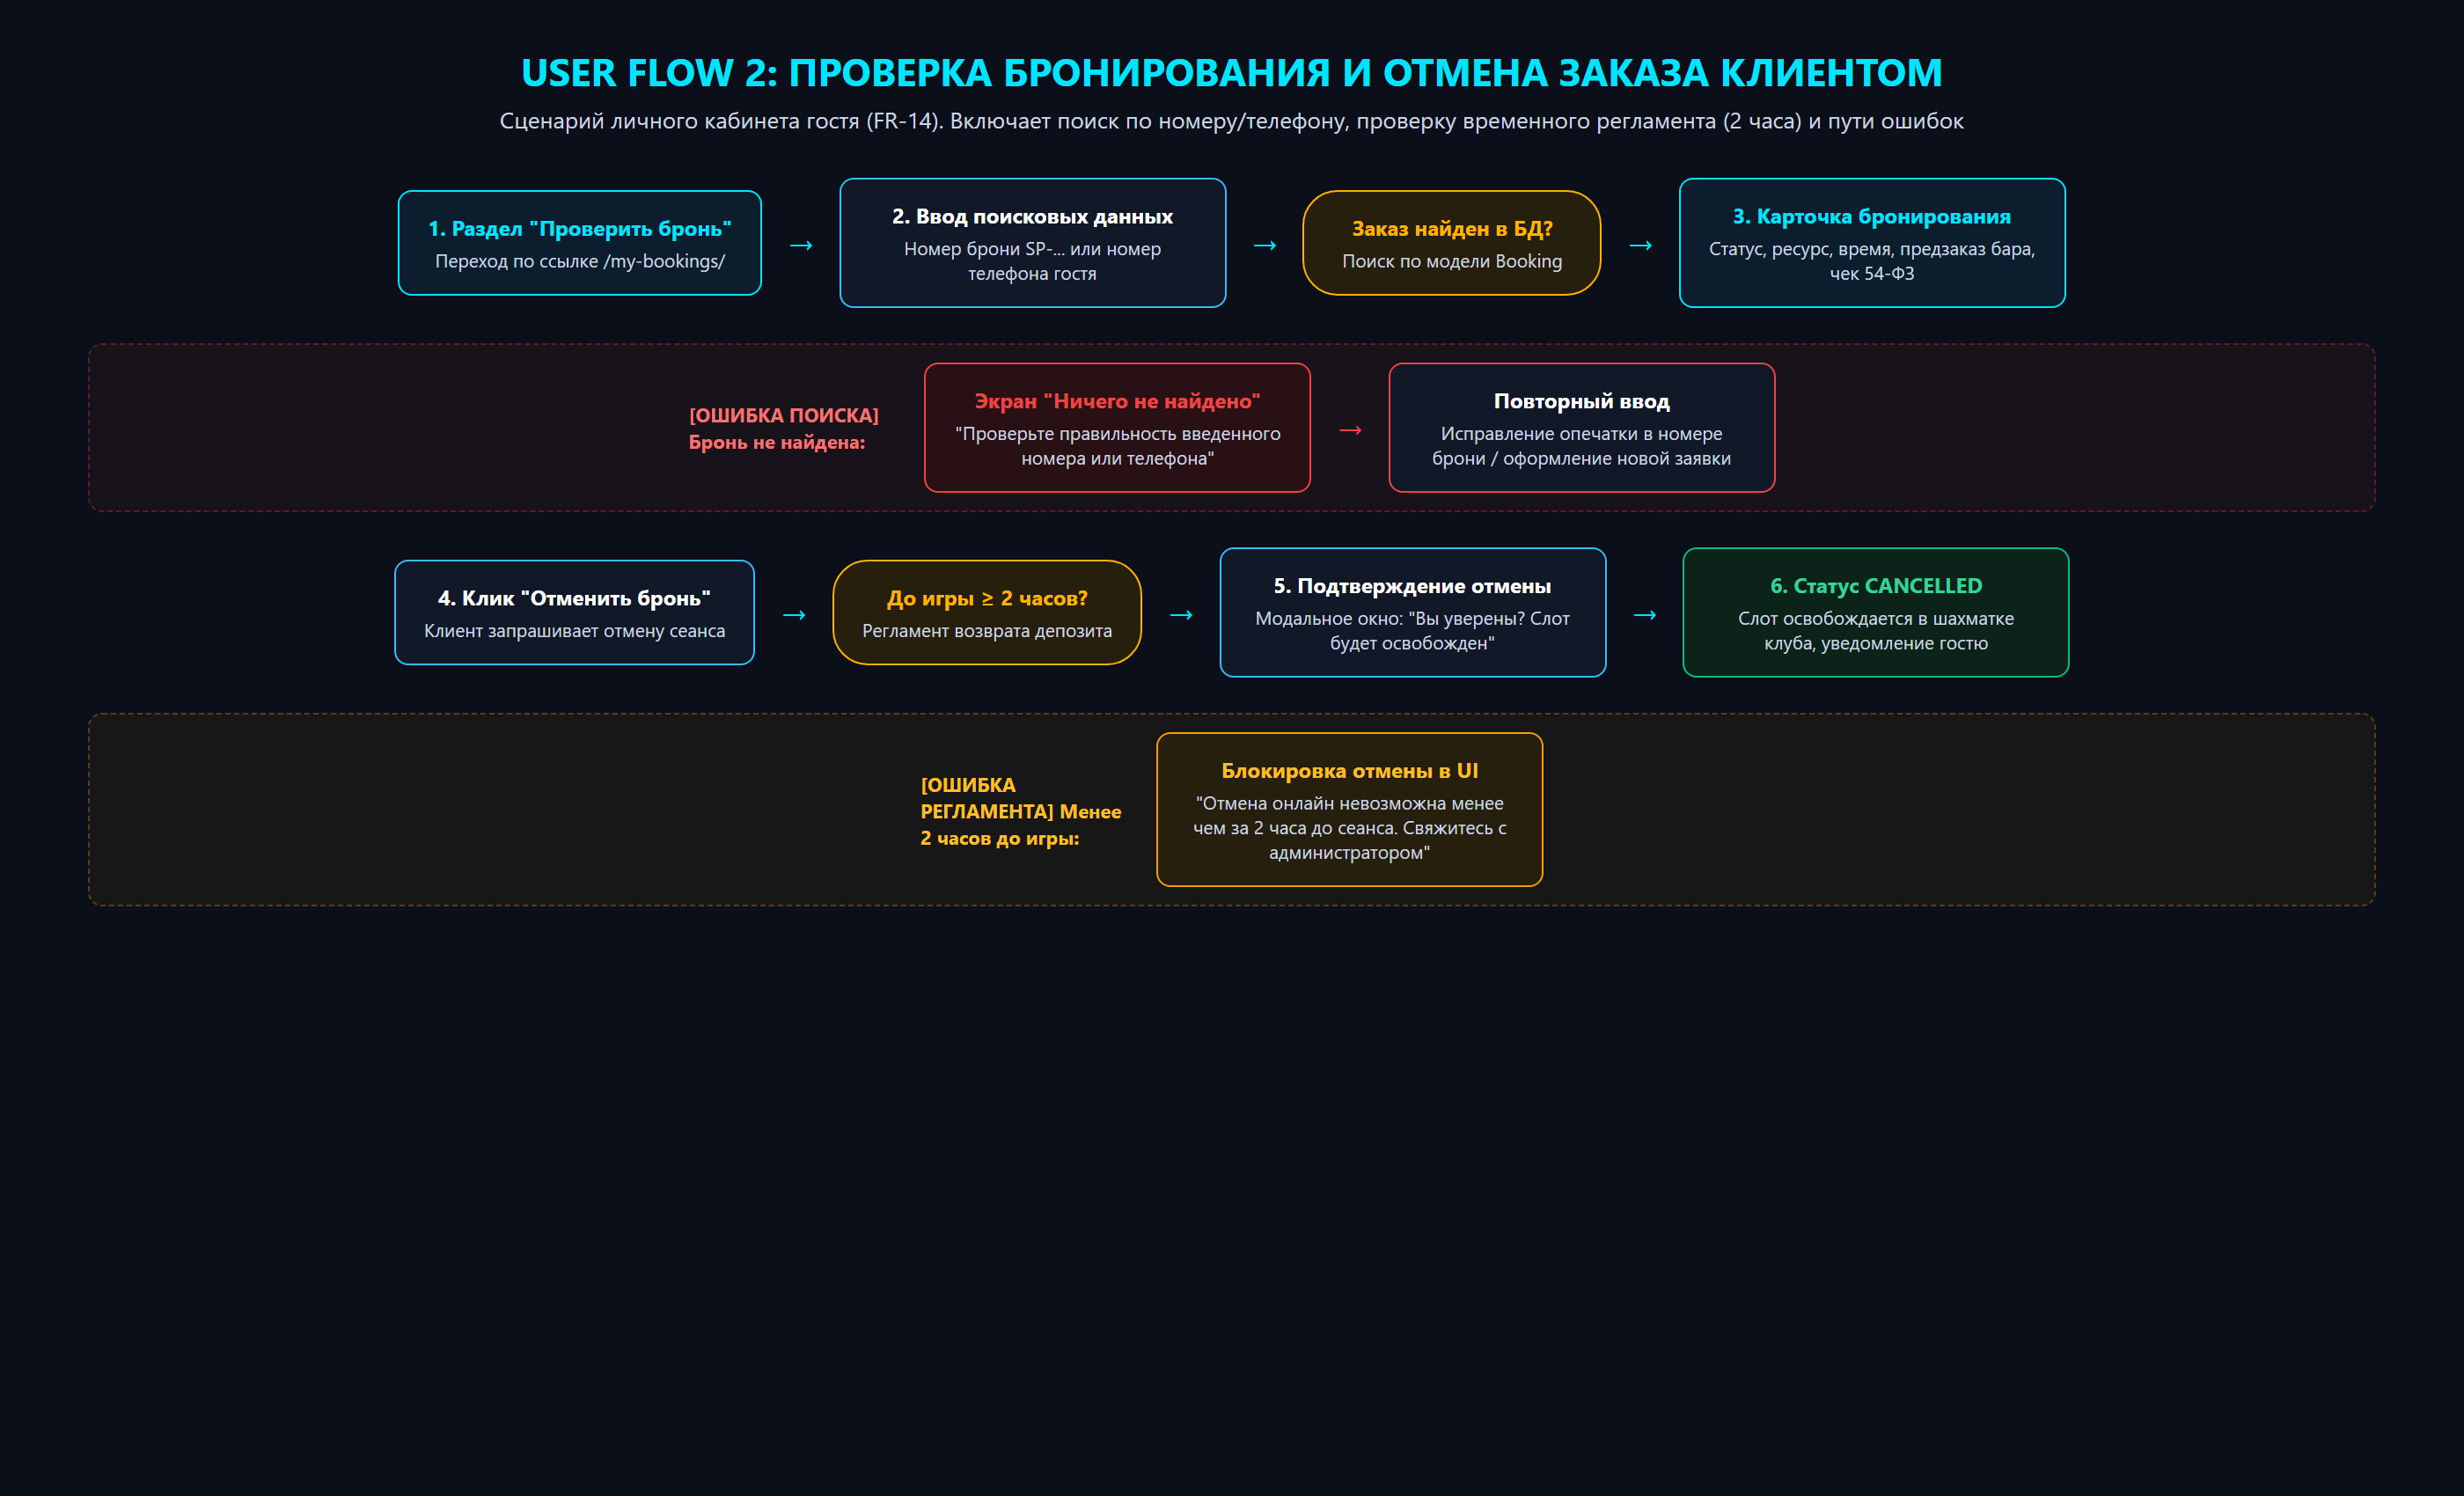 USER FLOW 2: ПРОВЕРКА БРОНИРОВАНИЯ И ОТМЕНА ЗАКАЗА КЛИЕНТОМ
Сценарий личного кабинета гостя (FR-14). Включает поиск по номеру/телефону, проверку временного регламента (2 часа) и пути ошибок
1. Раздел "Проверить бронь"
Переход по ссылке /my-bookings/
→
2. Ввод поисковых данных
Номер брони SP-... или номер
телефона гостя
→
Заказ найден в БД?
Поиск по модели Booking
→
3. Карточка бронирования
Статус, ресурс, время, предзаказ бара,
чек 54-ФЗ
[ОШИБКА ПОИСКА]
Бронь не найдена:
Экран "Ничего не найдено"
"Проверьте правильность введенного
номера или телефона"
→
Повторный ввод
Исправление опечатки в номере
брони / оформление новой заявки
4. Клик "Отменить бронь"
Клиент запрашивает отмену сеанса
→
До игры ≥ 2 часов?
Регламент возврата депозита
→
5. Подтверждение отмены
Модальное окно: "Вы уверены? Слот
будет освобожден"
→
6. Статус CANCELLED
Слот освобождается в шахматке
клуба, уведомление гостю
[ОШИБКА
РЕГЛАМЕНТА] Менее
2 часов до игры:
Блокировка отмены в UI
"Отмена онлайн невозможна менее
чем за 2 часа до сеанса. Свяжитесь с
администратором"